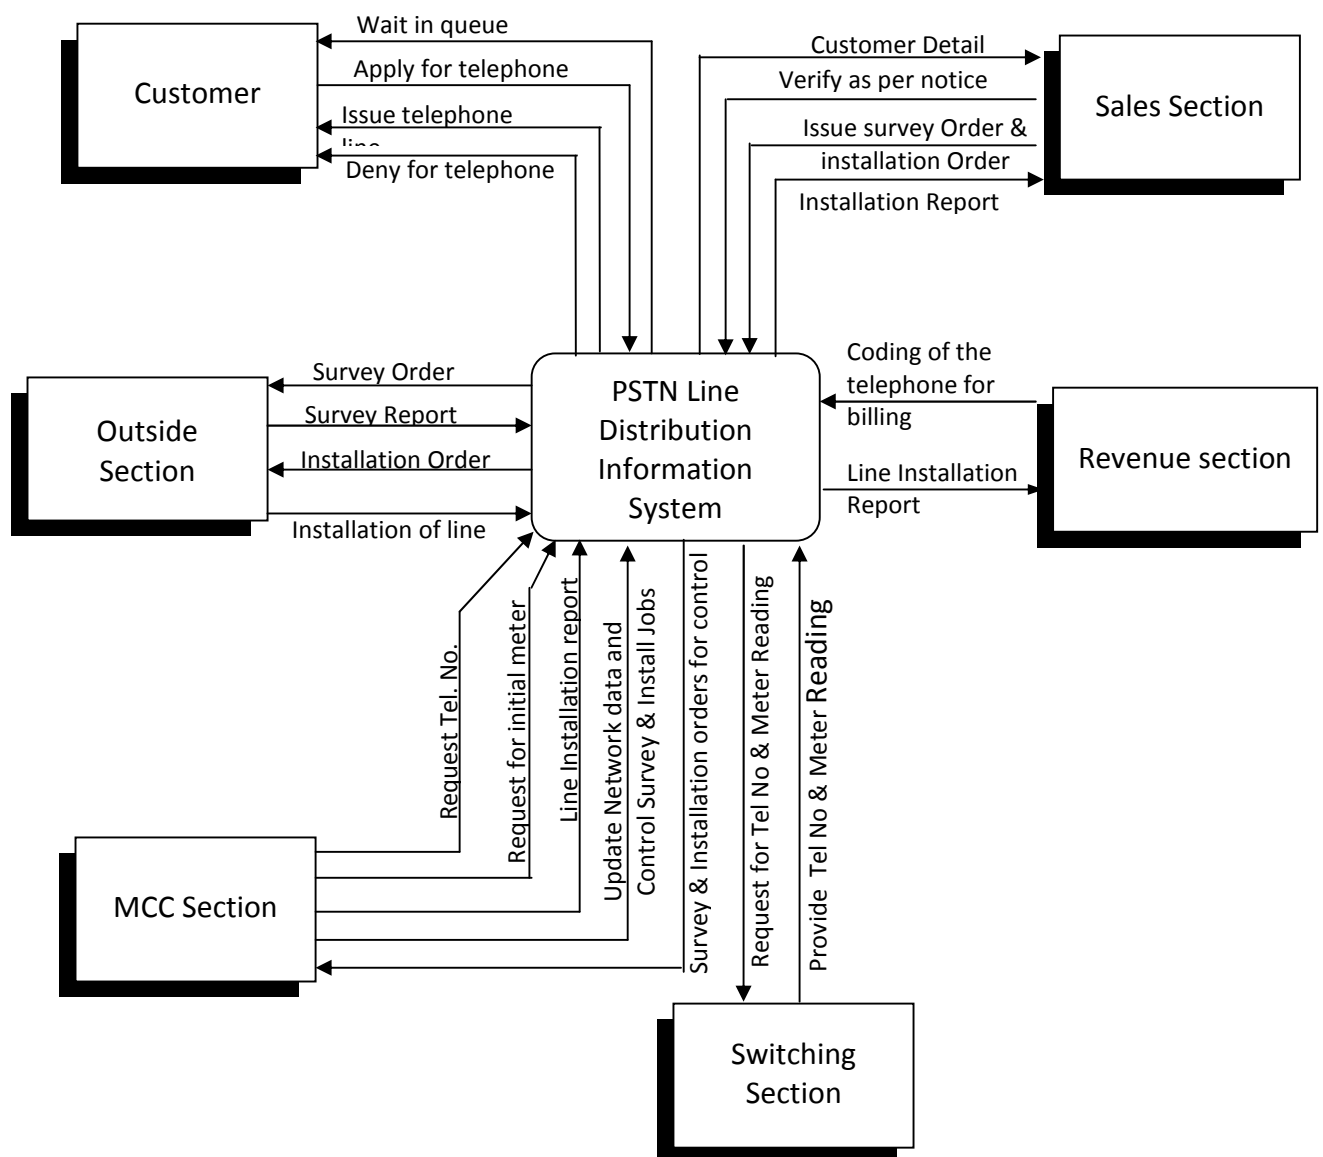 Wait in queue
Apply for telephone
Issue telephone
Deny for telephone
Customer
Customer Detail
Verify as per notice
Issue survey Order &
installation Order
Installation Report
Sales Section
Survey Order
Survey Report
Installation Order
Installation of line
Outside
Section
PSTN Line
Distribution
Information
System
Coding of the
telephone for
billing
Line Installation
Report
Revenue section
Request Tel. No.
Request for initial meter
Line Installation report
Update Network data and
Control Survey & Install Jobs
Survey & Installation orders for control
Request for Tel No & Meter Reading
Provide Tel No & Meter Reading
MCC Section
Switching
Section